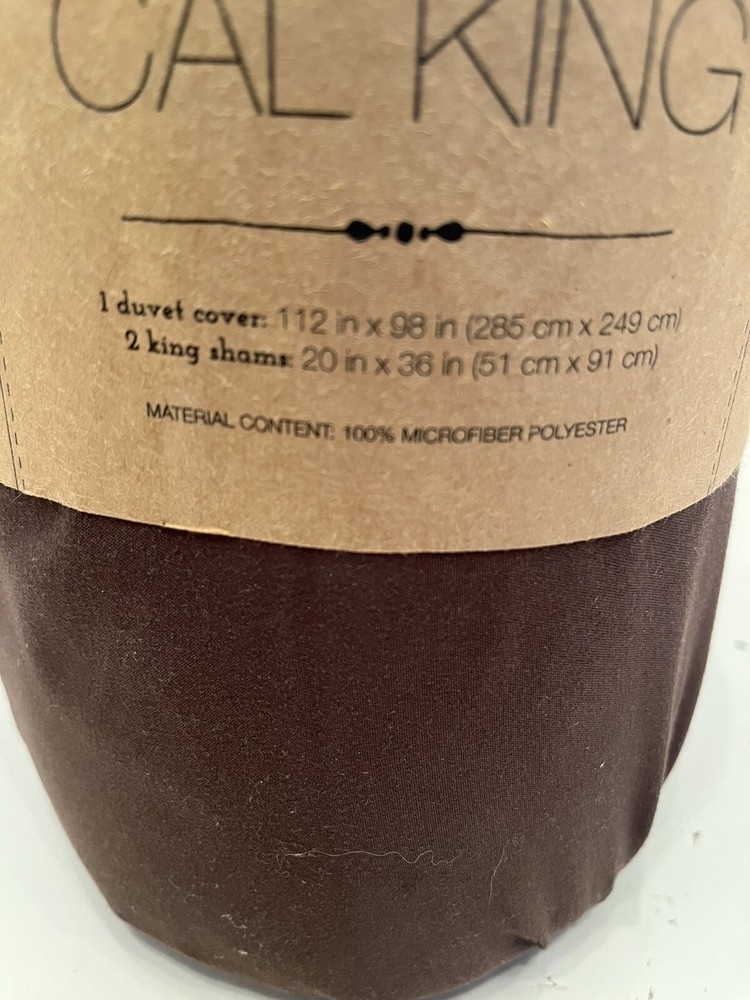 CAL KING
1 duvet cover: 112 in x 98 in (285 cm x 249 cm)
2 king shams: 20 in x 36 in (51 cm x 91 cm)
MATERIAL CONTENT: 100% MICROFIBER POLYESTER